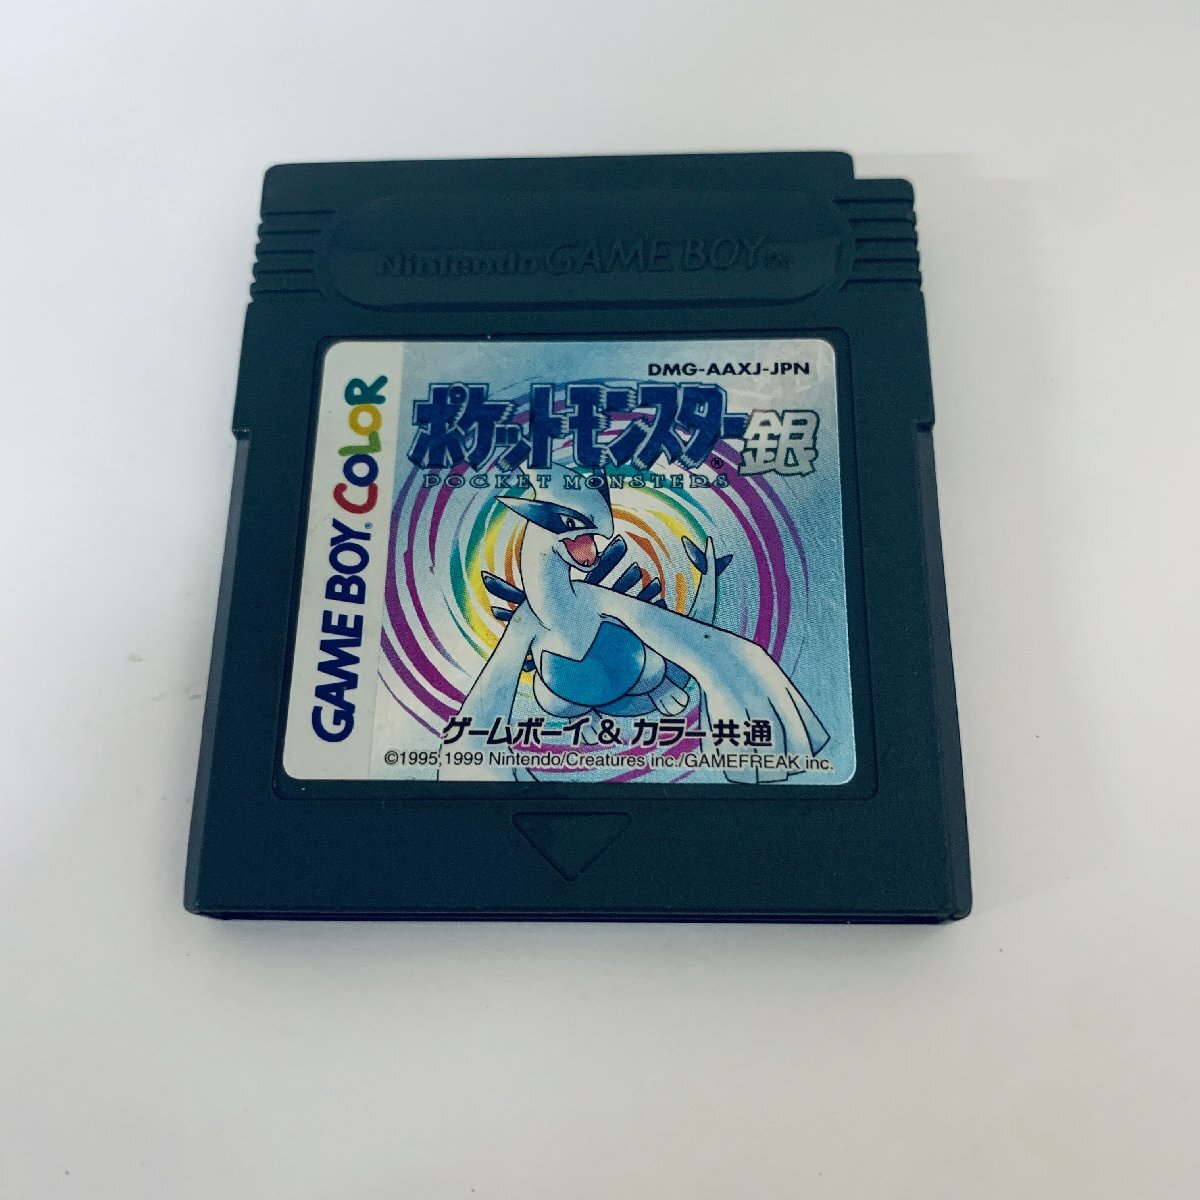 Nintendo GAME BOY TM
GAME BOY COLOR
DMG-AAXJ-JPN
ポケットモンスター銀
POCKET MONSTERS
ゲームボーイ & カラー共通
©1995,1999 Nintendo/Creatures inc./GAMEFREAK inc.